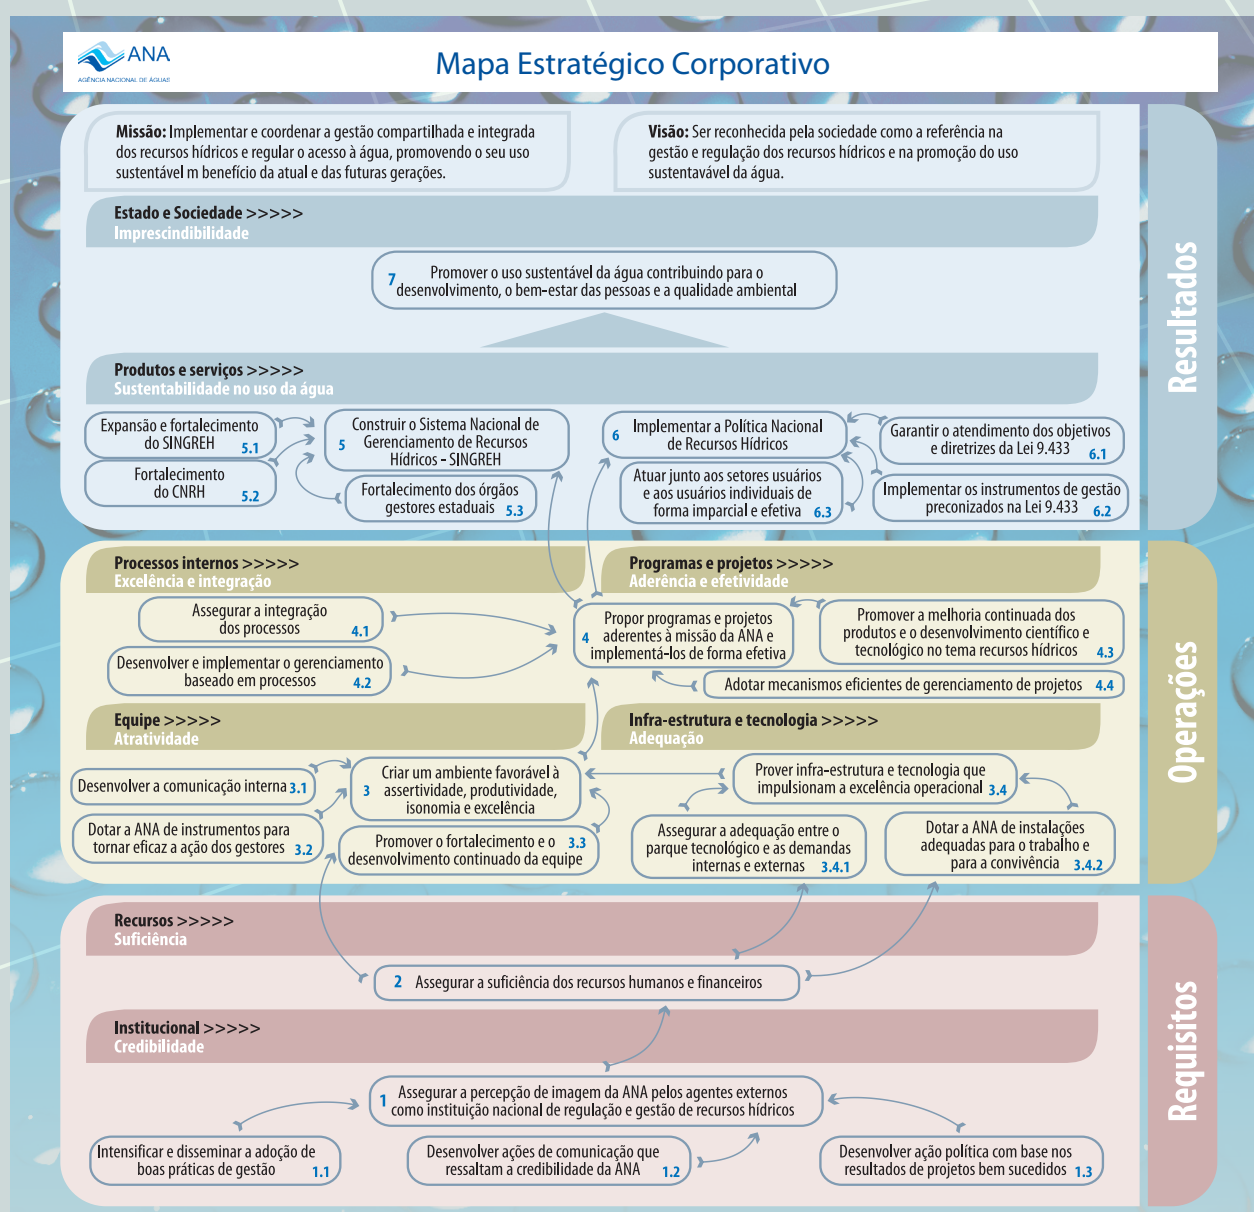 ANA
AGÊNCIA NACIONAL DE ÁGUAS
Mapa Estratégico Corporativo
Missão: Implementar e coordenar a gestão compartilhada e integrada
dos recursos hídricos e regular o acesso à água, promovendo o seu uso
sustentável m benefício da atual e das futuras gerações.
Visão: Ser reconhecida pela sociedade como a referência na
gestão e regulação dos recursos hídricos e na promoção do uso
sustentavável da água.
Resultados
Estado e Sociedade >>>>>
Imprescindibilidade
7 Promover o uso sustentável da água contribuindo para o
desenvolvimento, o bem-estar das pessoas e a qualidade ambiental
Produtos e serviços >>>>>
Sustentabilidade no uso da água
Expansão e fortalecimento
do SINGREH 5.1
Fortalecimento
do CNRH 5.2
5 Construir o Sistema Nacional de
Gerenciamento de Recursos
Hídricos - SINGREH
Fortalecimento dos órgãos
gestores estaduais 5.3
6 Implementar a Política Nacional
de Recursos Hídricos
Atuar junto aos setores usuários
e aos usuários individuais de
forma imparcial e efetiva 6.3
Garantir o atendimento dos objetivos
e diretrizes da Lei 9.433 6.1
Implementar os instrumentos de gestão
preconizados na Lei 9.433 6.2
Operações
Processos internos >>>>>
Excelência e integração
Programas e projetos >>>>>
Aderência e efetividade
Assegurar a integração
dos processos 4.1
Desenvolver e implementar o gerenciamento
baseado em processos 4.2
4 Propor programas e projetos
aderentes à missão da ANA e
implementá-los de forma efetiva
Promover a melhoria continuada dos
produtos e o desenvolvimento científico e
tecnológico no tema recursos hídricos 4.3
Adotar mecanismos eficientes de gerenciamento de projetos 4.4
Equipe >>>>>
Atratividade
Infra-estrutura e tecnologia >>>>>
Adequação
Desenvolver a comunicação interna 3.1
Dotar a ANA de instrumentos para
tornar eficaz a ação dos gestores 3.2
3 Criar um ambiente favorável à
assertividade, produtividade,
isonomia e excelência
Promover o fortalecimento e o 3.3
desenvolvimento continuado da equipe
Prover infra-estrutura e tecnologia que
impulsionam a excelência operacional 3.4
Assegurar a adequação entre o
parque tecnológico e as demandas
internas e externas 3.4.1
Dotar a ANA de instalações
adequadas para o trabalho e
para a convivência 3.4.2
Requisitos
Recursos >>>>>
Suficiência
2 Assegurar a suficiência dos recursos humanos e financeiros
Institucional >>>>>
Credibilidade
1 Assegurar a percepção de imagem da ANA pelos agentes externos
como instituição nacional de regulação e gestão de recursos hídricos
Intensificar e disseminar a adoção de
boas práticas de gestão 1.1
Desenvolver ações de comunicação que
ressaltam a credibilidade da ANA 1.2
Desenvolver ação política com base nos
resultados de projetos bem sucedidos 1.3